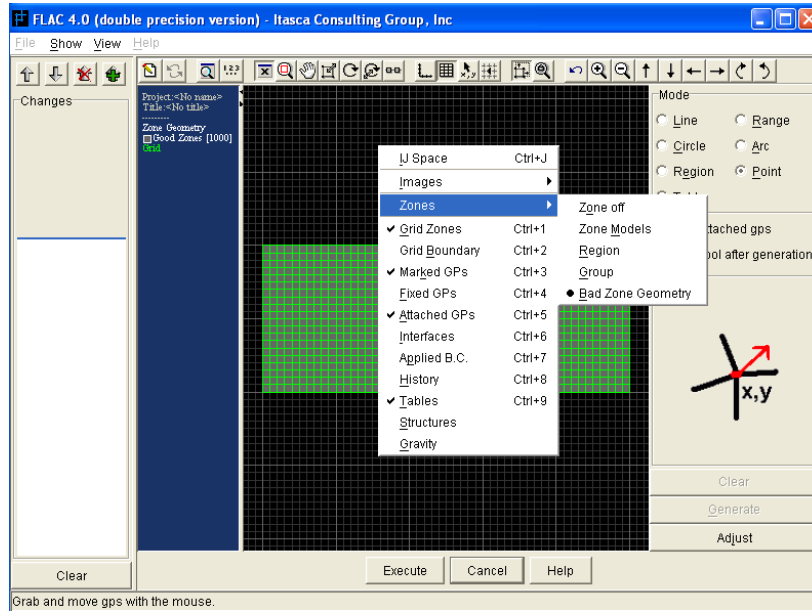 FLAC 4.0 (double precision version) - Itasca Consulting Group, Inc
File Show View Help
Changes
Project:<No name>
Title:<No title>
---------
Zone Geometry
Good Zones [1000]
Grid
123
IJ Space Ctrl+J
Images
Zones
Grid Zones Ctrl+1
Grid Boundary Ctrl+2
Marked GPs Ctrl+3
Fixed GPs Ctrl+4
Attached GPs Ctrl+5
Interfaces Ctrl+6
Applied B.C. Ctrl+7
History Ctrl+8
Tables Ctrl+9
Structures
Gravity
Zone off
Zone Models
Region
Group
Bad Zone Geometry
Mode
Line Range
Circle Arc
Region Point
tached gps
ol after generation
x,y
Clear
Generate
Adjust
Clear
Execute Cancel Help
Grab and move gps with the mouse.